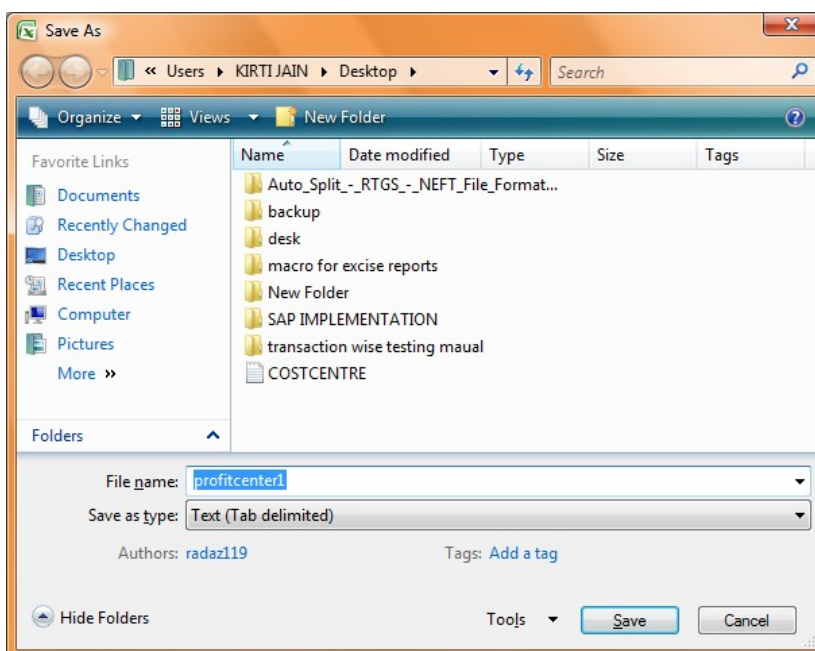 Save As
« Users ▸ KIRTI JAIN ▸ Desktop ▸ Search
Organize Views New Folder
Favorite Links
Documents
Recently Changed
Desktop
Recent Places
Computer
Pictures
More »
Folders
Name Date modified Type Size Tags
Auto_Split_-_RTGS_-_NEFT_File_Format...
backup
desk
macro for excise reports
New Folder
SAP IMPLEMENTATION
transaction wise testing maual
COSTCENTRE
File name: profitcenter1
Save as type: Text (Tab delimited)
Authors: radaz119 Tags: Add a tag
Hide Folders Tools Save Cancel